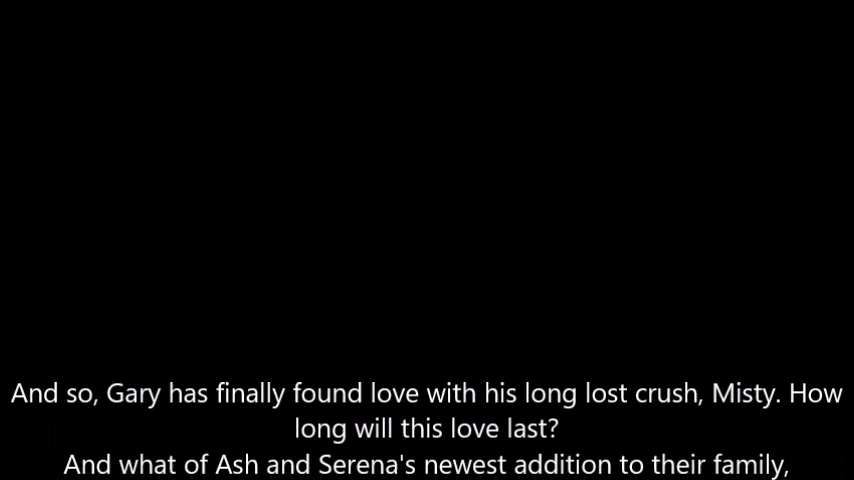 And so, Gary has finally found love with his long lost crush, Misty. How
long will this love last?
And what of Ash and Serena's newest addition to their family,